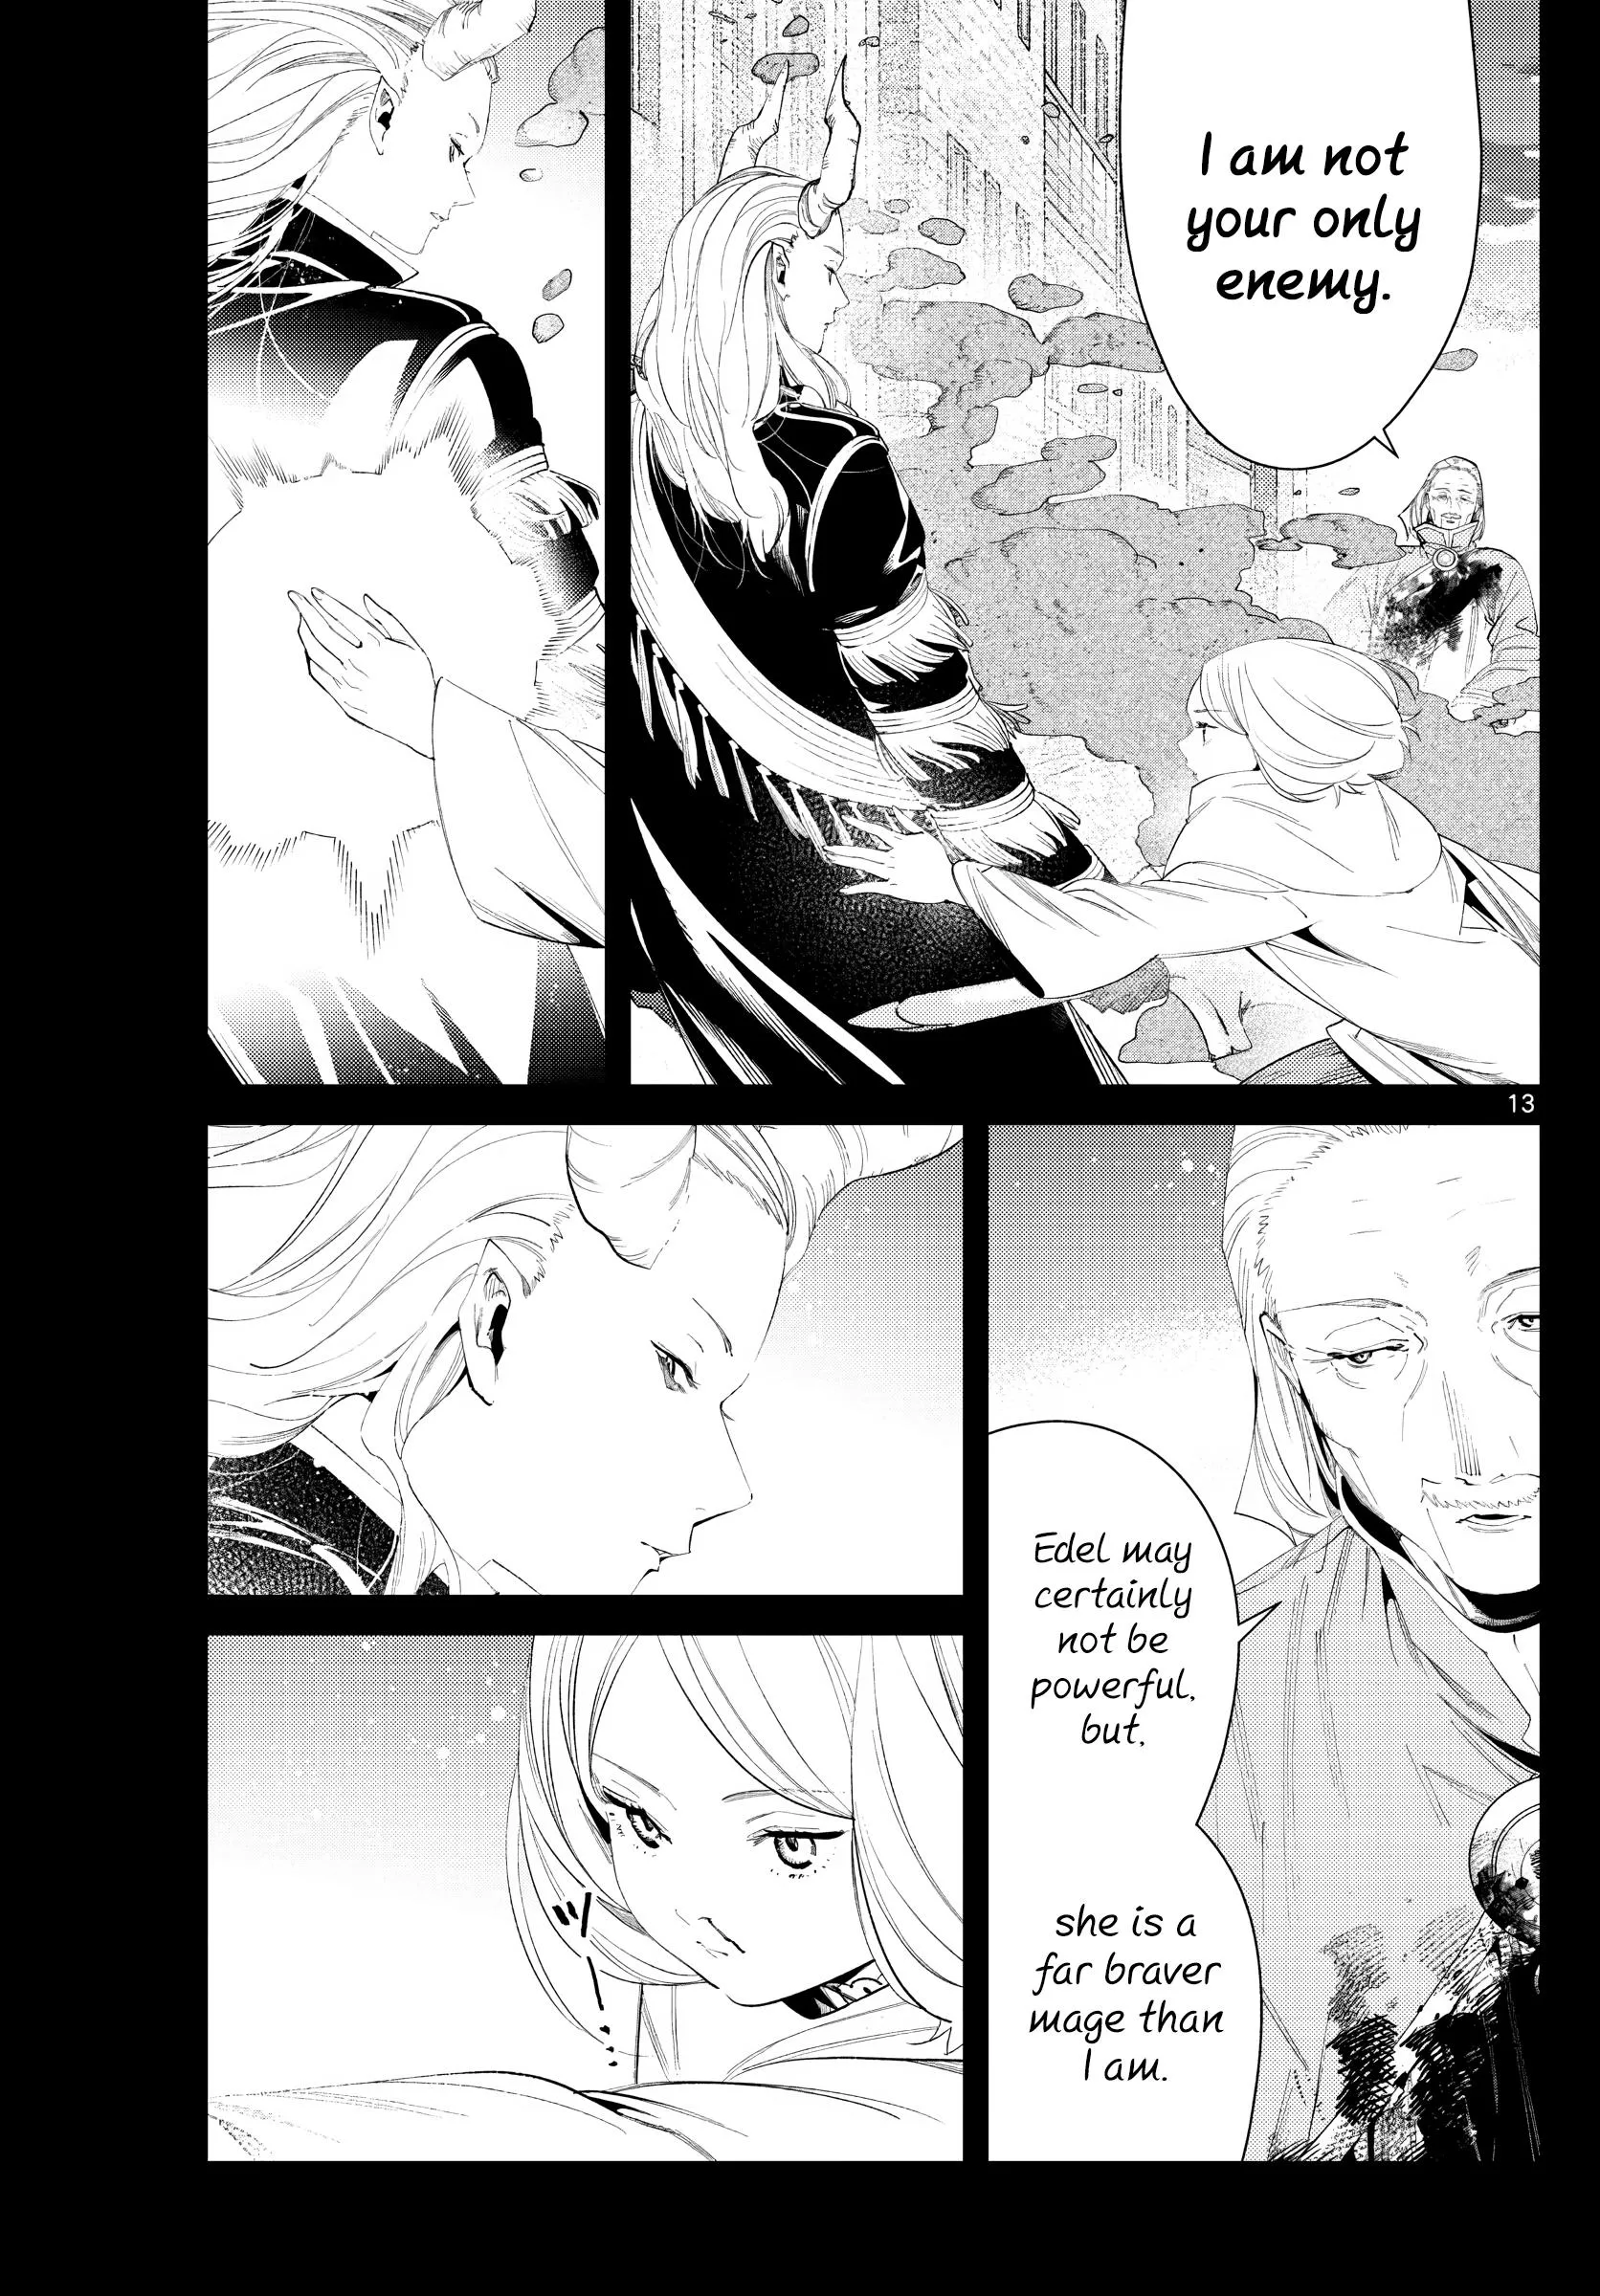 I am not
your only
enemy.
13
Edel may
certainly
not be
powerful,
but,
she is a
far braver
mage than
I am.